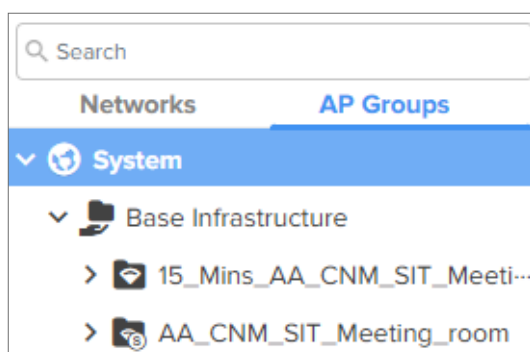 Search
Networks AP Groups
System
Base Infrastructure
15_Mins_AA_CNM_SIT_Meeti···
S AA_CNM_SIT_Meeting_room